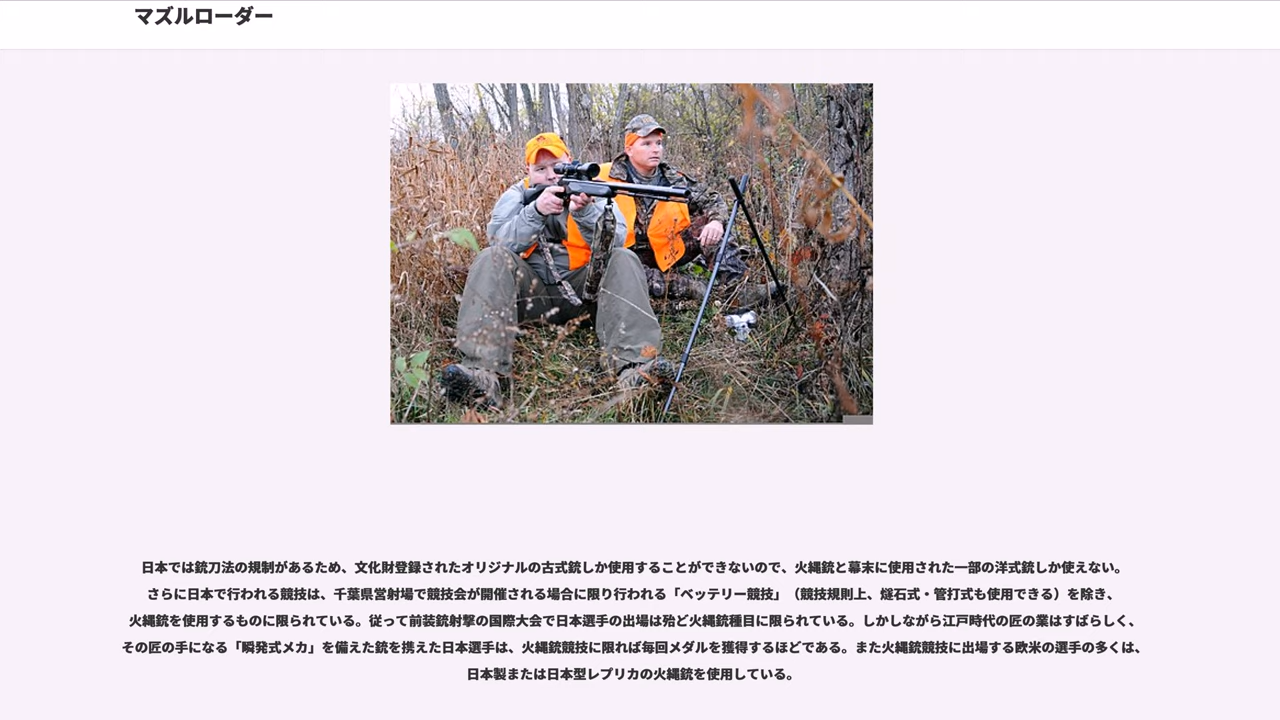 マズルローダー
日本では銃刀法の規制があるため、文化財登録されたオリジナルの古式銃しか使用することができないので、火縄銃と幕末に使用された一部の洋式銃しか使えない。
さらに日本で行われる競技は、千葉県営射場で競技会が開催される場合に限り行われる「ベッテリー競技」（競技規則上、燧石式・管打式も使用できる）を除き、
火縄銃を使用するものに限られている。従って前装銃射撃の国際大会で日本選手の出場は殆ど火縄銃種目に限られている。しかしながら江戸時代の匠の業はすばらしく、
その匠の手になる「瞬発式メカ」を備えた銃を携えた日本選手は、火縄銃競技に限れば毎回メダルを獲得するほどである。また火縄銃競技に出場する欧米の選手の多くは、
日本製または日本型レプリカの火縄銃を使用している。